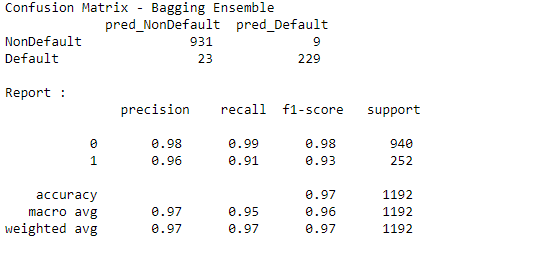 Confusion Matrix - Bagging Ensemble
pred_NonDefault pred_Default
NonDefault 931 9
Default 23 229
Report :
precision recall f1-score support
0 0.98 0.99 0.98 940
1 0.96 0.91 0.93 252
accuracy 0.97 1192
macro avg 0.97 0.95 0.96 1192
weighted avg 0.97 0.97 0.97 1192